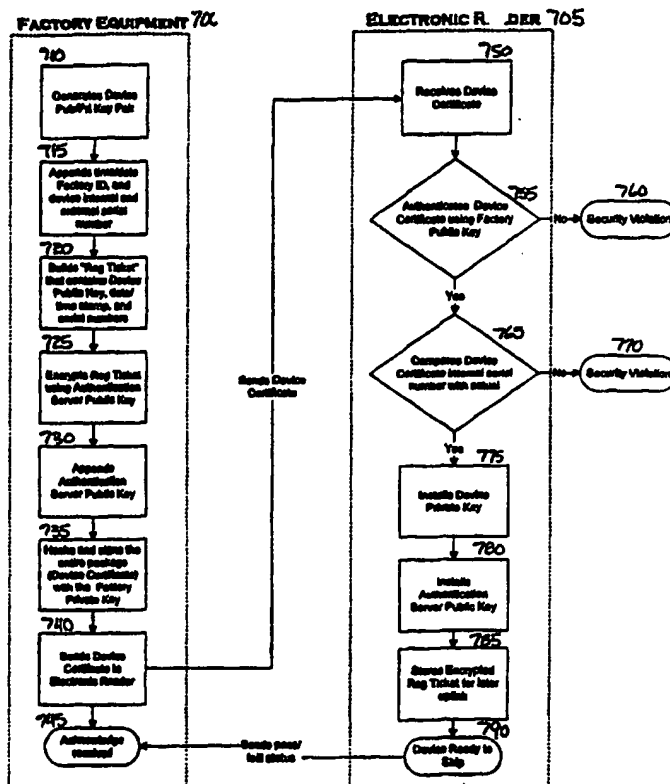 FACTORY EQUIPMENT 700
710
Generates Device
Pub/Pri Key Pair
715
Appends
Factory ID, and
device internal and
external serial
number
720
Builds "Reg Ticket"
that contains Device
Public Key, date/
time stamp, and
serial numbers
725
Encrypts Reg Ticket
using Authentication
Server Public Key
730
Appends
Authentication
Server Public Key
735
Hashes and signs the
entire package
(Device Certificate)
with the Factory
Private Key
740
Sends Device
Certificate to
Electronic Reader
745
Acknowledge
received
Sends Device
Certificate
Sends pass/
fail status
ELECTRONIC R DER 705
750
Receives Device
Certificate
755
Authenticates Device
Certificate using Factory
Public Key
No
760
Security Violation
Yes
765
Compares Device
Certificate internal serial
number with actual
No
770
Security Violation
Yes
775
Installs Device
Private Key
780
Installs
Authentication
Server Public Key
785
Stores Encrypted
Reg Ticket for later
uplink
790
Device Ready to
Ship